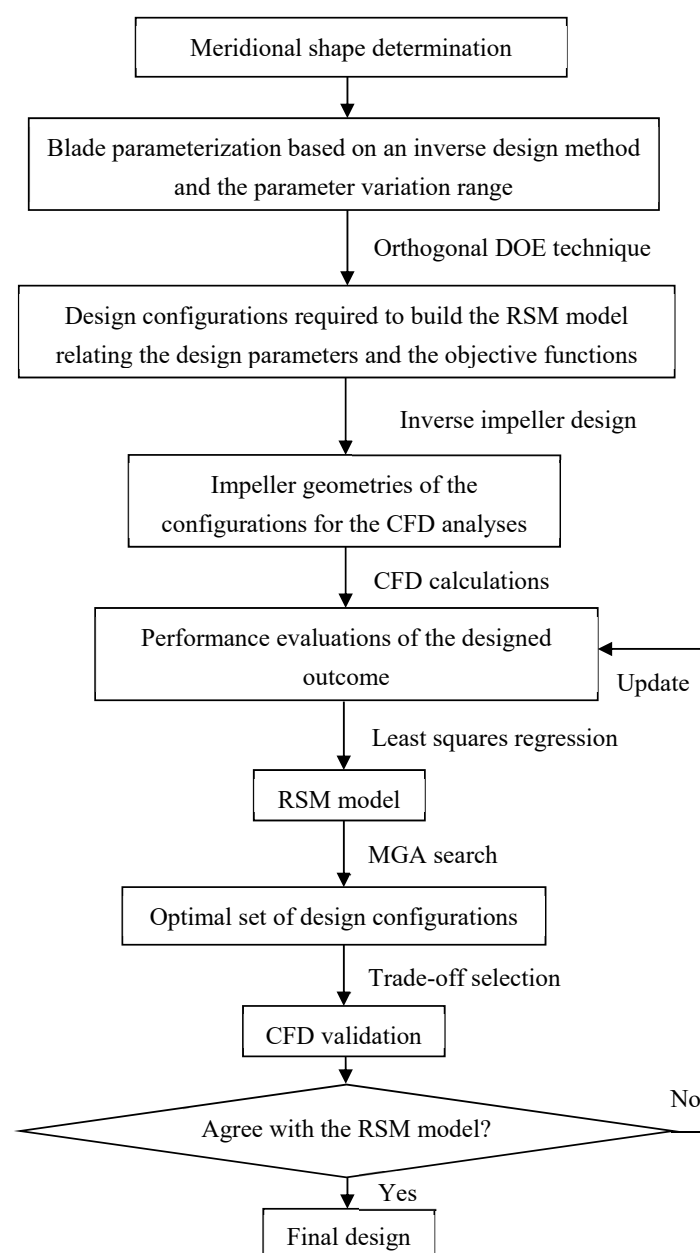 Meridional shape determination
Blade parameterization based on an inverse design method
and the parameter variation range
Orthogonal DOE technique
Design configurations required to build the RSM model
relating the design parameters and the objective functions
Inverse impeller design
Impeller geometries of the
configurations for the CFD analyses
CFD calculations
Performance evaluations of the designed
outcome
Update
Least squares regression
RSM model
MGA search
Optimal set of design configurations
Trade-off selection
CFD validation
No
Agree with the RSM model?
Yes
Final design